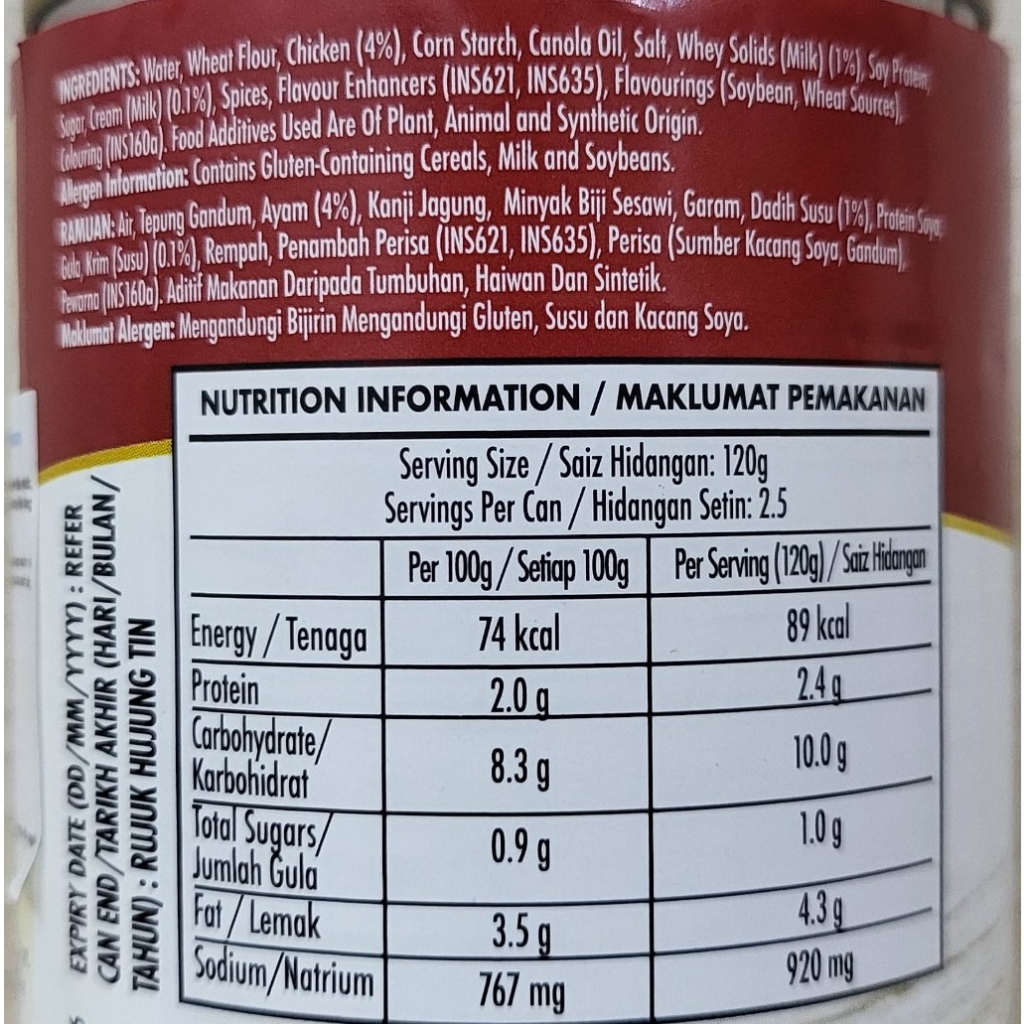 INGREDIENTS: Water, Wheat Flour, Chicken (4%), Corn Starch, Canola Oil, Salt, Whey Solids (Milk) (1%), Soy Protein,
Sugar, Cream (Milk) (0.1%), Spices, Flavour Enhancers (INS621, INS635), Flavourings (Soybean, Wheat Sources),
Colouring (INS160a). Food Additives Used Are Of Plant, Animal and Synthetic Origin.
Allergen Information: Contains Gluten-Containing Cereals, Milk and Soybeans.
RAMUAN: Air, Tepung Gandum, Ayam (4%), Kanji Jagung, Minyak Biji Sesawi, Garam, Dadih Susu (1%), Protein Soya,
Gula, Krim (Susu) (0.1%), Rempah, Penambah Perisa (INS621, INS635), Perisa (Sumber Kacang Soya, Gandum),
Pewarna (INS160a). Aditif Makanan Daripada Tumbuhan, Haiwan Dan Sintetik.
Maklumat Alergen: Mengandungi Bijirin Mengandungi Gluten, Susu dan Kacang Soya.
NUTRITION INFORMATION / MAKLUMAT PEMAKANAN
Serving Size / Saiz Hidangan: 120g
Servings Per Can / Hidangan Setin: 2.5
Per 100g / Setiap 100g Per Serving (120g) / Saiz Hidangan
Energy / Tenaga 74 kcal 89 kcal
Protein 2.0 g 2.4 g
Carbohydrate/
Karbohidrat 8.3 g 10.0 g
Total Sugars/
Jumlah Gula 0.9 g 1.0 g
Fat / Lemak 3.5 g 4.3 g
Sodium/Natrium 767 mg 920 mg
EXPIRY DATE (DD/MM/YYYY) : REFER
CAN END/TARIKH AKHIR (HARI/BULAN/
TAHUN) : RUJUK HUJUNG TIN